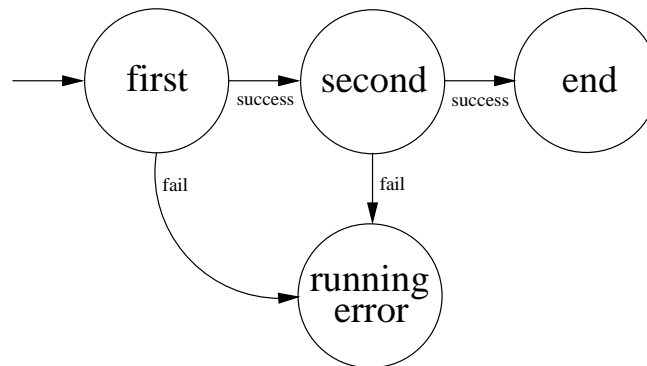 first
success
second
success
end
fail
fail
running
error